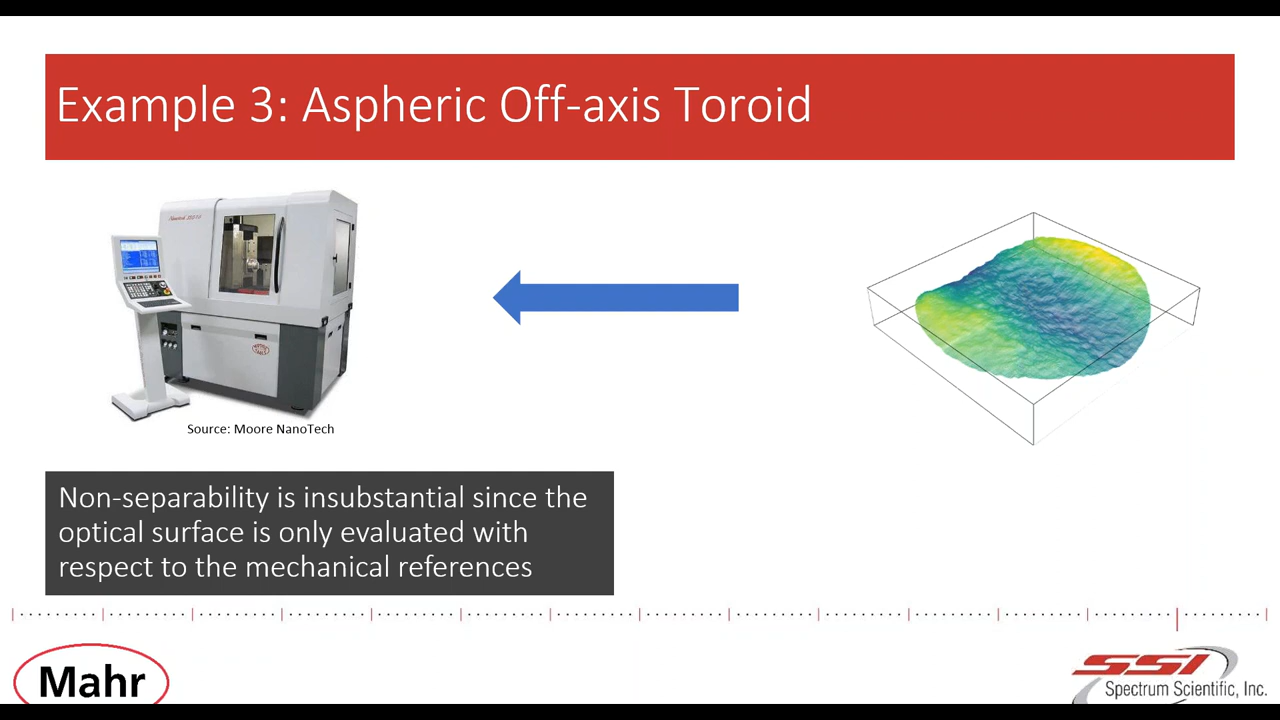 Example 3: Aspheric Off-axis Toroid
Source: Moore NanoTech
Non-separability is insubstantial since the
optical surface is only evaluated with
respect to the mechanical references
Mahr
SSI
Spectrum Scientific, Inc.